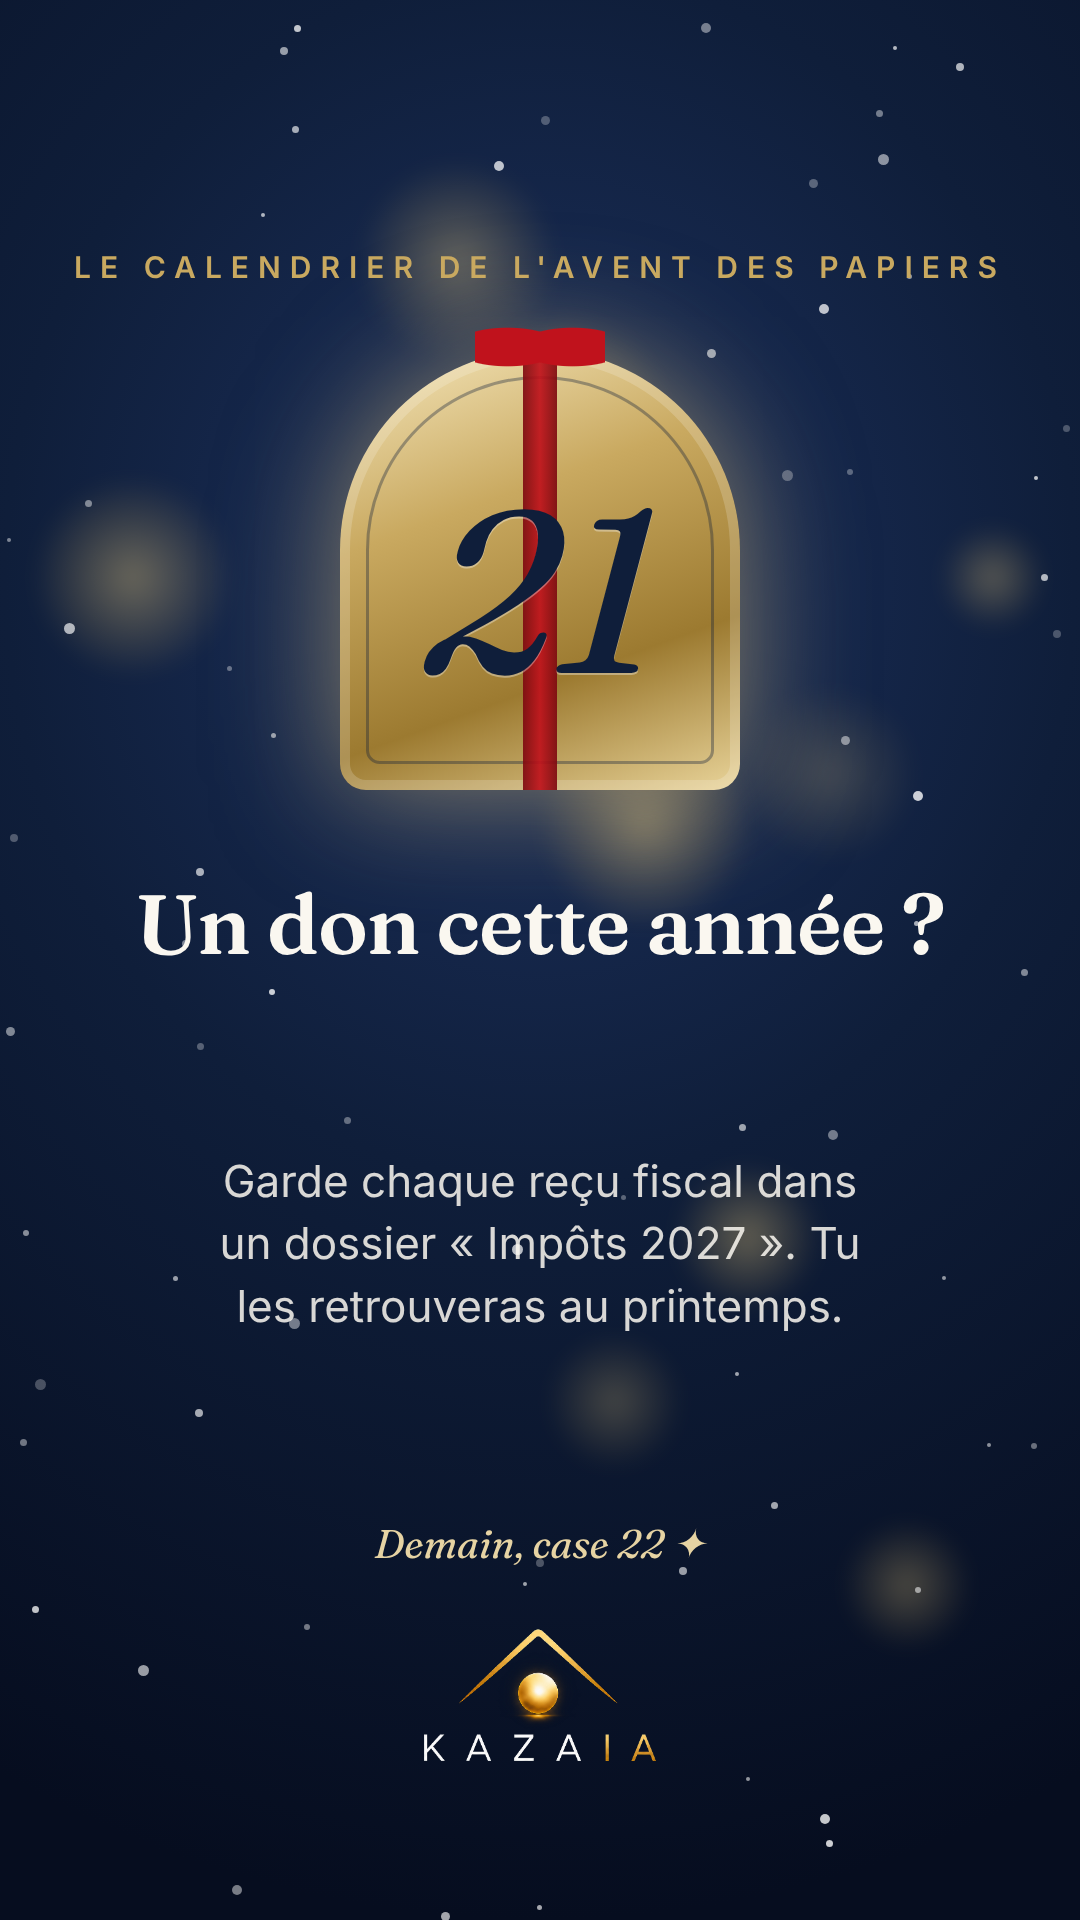 LE CALENDRIER DE L'AVENT DES PAPIERS
21
Un don cette année ?
Garde chaque reçu fiscal dans
un dossier « Impôts 2027 ». Tu
les retrouveras au printemps.
Demain, case 22 ✦
KAZAIA